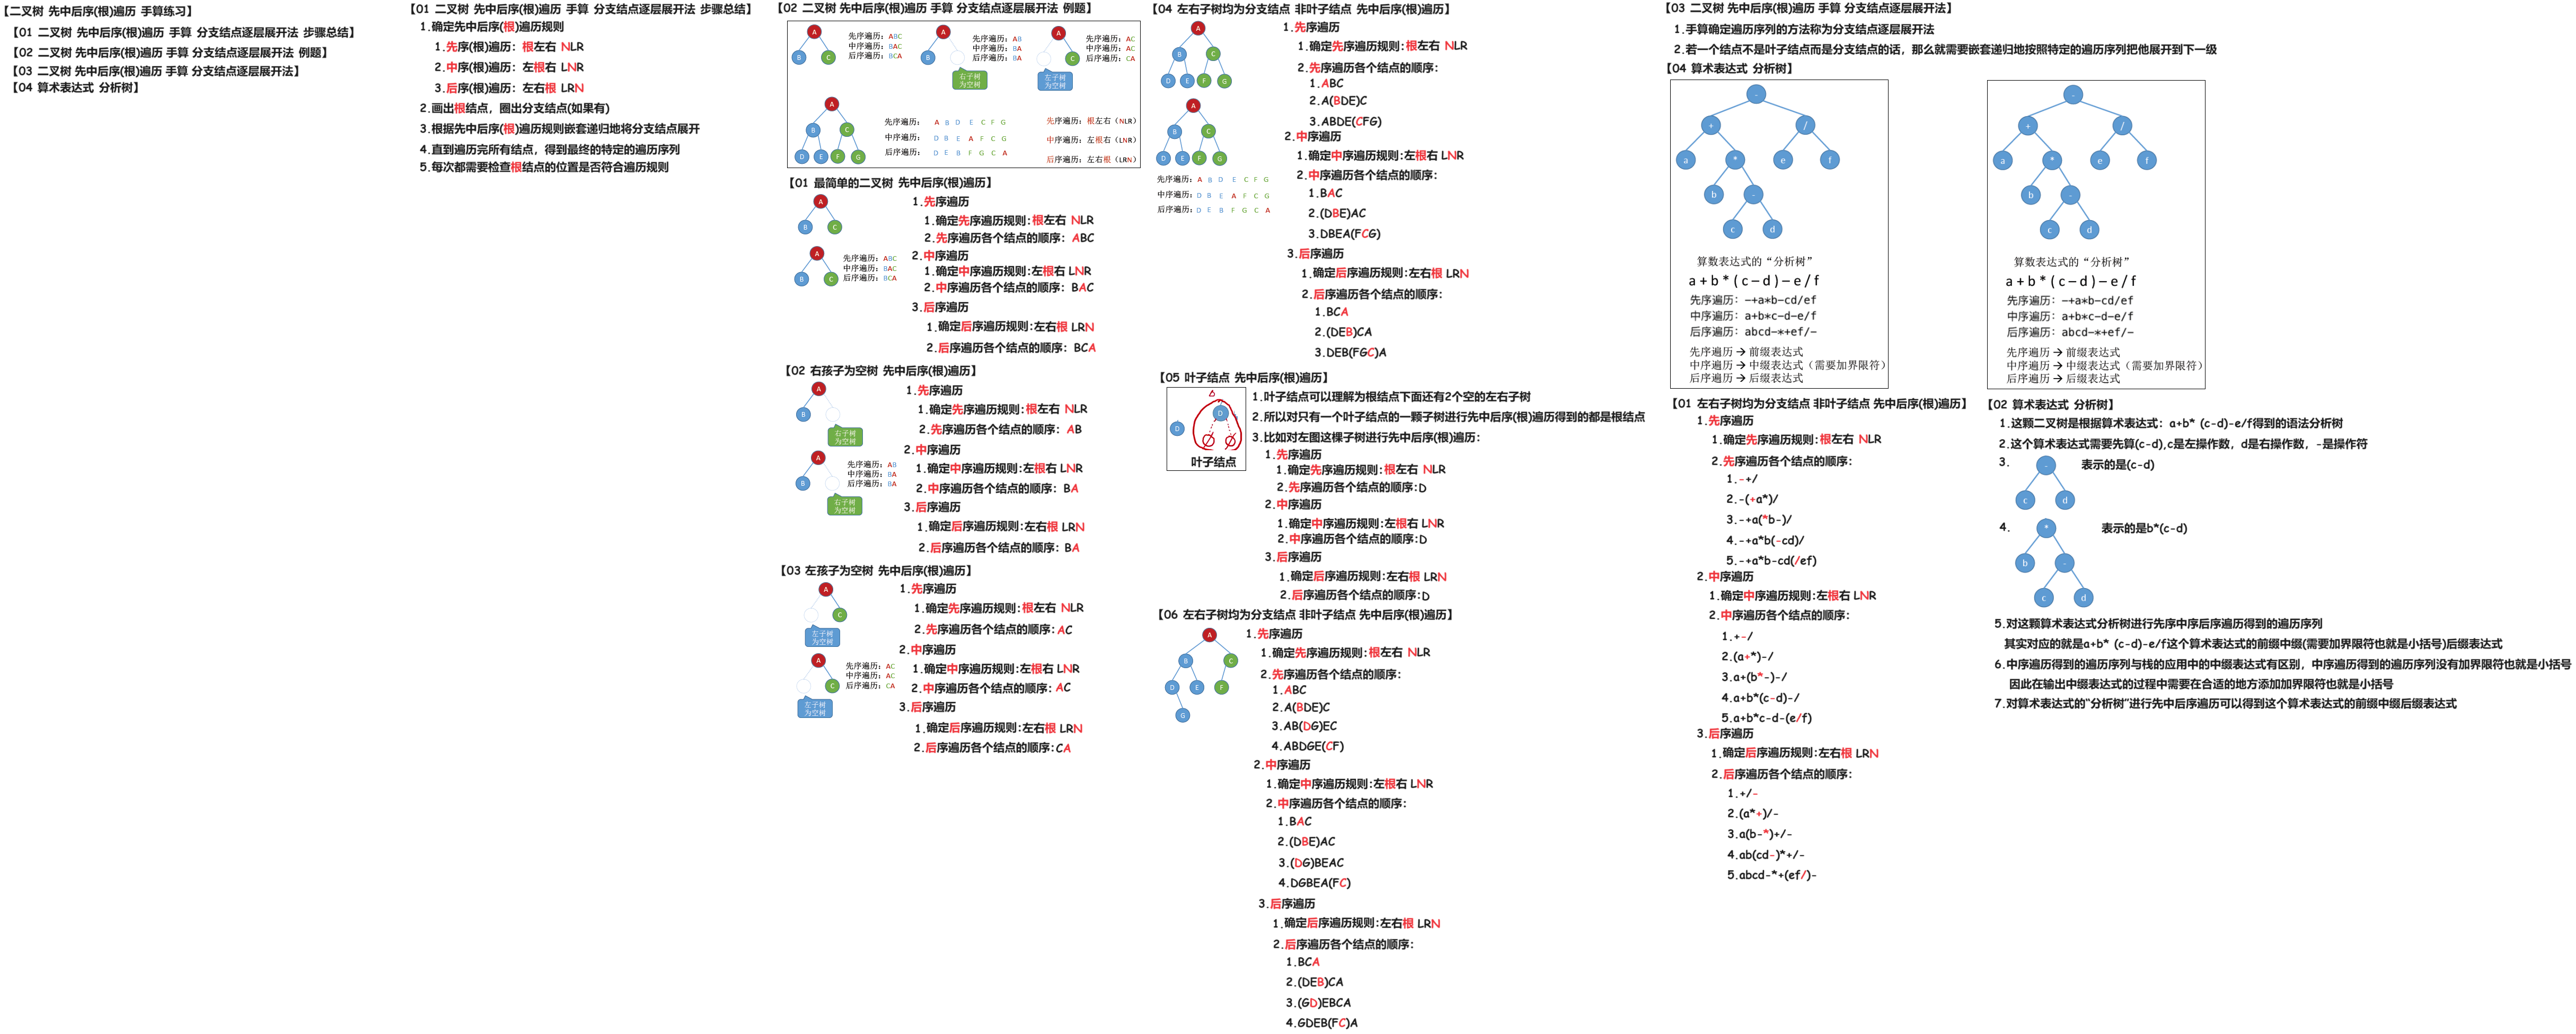 【二叉树 先中后序(根)遍历 手算练习】
【01 二叉树 先中后序(根)遍历 手算 分支结点逐层展开法 步骤总结】
【02 二叉树 先中后序(根)遍历 手算 分支结点逐层展开法 例题】
【03 二叉树 先中后序(根)遍历 手算 分支结点逐层展开法】
【04 算术表达式 分析树】
【01 二叉树 先中后序(根)遍历 手算 分支结点逐层展开法 步骤总结】
1.确定先中后序(根)遍历规则
1.先序(根)遍历：根左右 NLR
2.中序(根)遍历：左根右 LNR
3.后序(根)遍历：左右根 LRN
2.画出根结点，圈出分支结点(如果有)
3.根据先中后序(根)遍历规则嵌套递归地将分支结点展开
4.直到遍历完所有结点，得到最终的特定的遍历序列
5.每次都需要检查根结点的位置是否符合遍历规则
【02 二叉树 先中后序(根)遍历 手算 分支结点逐层展开法 例题】
A
B
C
先序遍历：ABC
中序遍历：BAC
后序遍历：BCA
A
B
右子树
为空树
先序遍历：AB
中序遍历：BA
后序遍历：BA
A
C
左子树
为空树
先序遍历：AC
中序遍历：AC
后序遍历：CA
A
B
C
D
E
F
G
先序遍历： A B D E C F G
中序遍历： D B E A F C G
后序遍历： D E B F G C A
先序遍历：根左右（NLR）
中序遍历：左根右（LNR）
后序遍历：左右根（LRN）
【01 最简单的二叉树 先中后序(根)遍历】
A
B
C
A
B
C
先序遍历：ABC
中序遍历：BAC
后序遍历：BCA
1.先序遍历
1.确定先序遍历规则:根左右 NLR
2.先序遍历各个结点的顺序：ABC
2.中序遍历
1.确定中序遍历规则:左根右 LNR
2.中序遍历各个结点的顺序：BAC
3.后序遍历
1.确定后序遍历规则:左右根 LRN
2.后序遍历各个结点的顺序：BCA
【02 右孩子为空树 先中后序(根)遍历】
A
B
右子树
为空树
A
B
右子树
为空树
先序遍历：AB
中序遍历：BA
后序遍历：BA
1.先序遍历
1.确定先序遍历规则:根左右 NLR
2.先序遍历各个结点的顺序：AB
2.中序遍历
1.确定中序遍历规则:左根右 LNR
2.中序遍历各个结点的顺序：BA
3.后序遍历
1.确定后序遍历规则:左右根 LRN
2.后序遍历各个结点的顺序：BA
【03 左孩子为空树 先中后序(根)遍历】
A
C
左子树
为空树
A
C
左子树
为空树
先序遍历：AC
中序遍历：AC
后序遍历：CA
1.先序遍历
1.确定先序遍历规则:根左右 NLR
2.先序遍历各个结点的顺序:AC
2.中序遍历
1.确定中序遍历规则:左根右 LNR
2.中序遍历各个结点的顺序：AC
3.后序遍历
1.确定后序遍历规则:左右根 LRN
2.后序遍历各个结点的顺序:CA
【04 左右子树均为分支结点 非叶子结点 先中后序(根)遍历】
A
B
C
D
E
F
G
A
B
C
D
E
F
G
先序遍历：A B D E C F G
中序遍历：D B E A F C G
后序遍历：D E B F G C A
1.先序遍历
1.确定先序遍历规则:根左右 NLR
2.先序遍历各个结点的顺序:
1.ABC
2.A(BDE)C
3.ABDE(CFG)
2.中序遍历
1.确定中序遍历规则:左根右 LNR
2.中序遍历各个结点的顺序:
1.BAC
2.(DBE)AC
3.DBEA(FCG)
3.后序遍历
1.确定后序遍历规则:左右根 LRN
2.后序遍历各个结点的顺序:
1.BCA
2.(DEB)CA
3.DEB(FGC)A
【05 叶子结点 先中后序(根)遍历】
D
D
叶子结点
1.叶子结点可以理解为根结点下面还有2个空的左右子树
2.所以对只有一个叶子结点的一颗子树进行先中后序(根)遍历得到的都是根结点
3.比如对左图这棵子树进行先中后序(根)遍历:
1.先序遍历
1.确定先序遍历规则:根左右 NLR
2.先序遍历各个结点的顺序:D
2.中序遍历
1.确定中序遍历规则:左根右 LNR
2.中序遍历各个结点的顺序:D
3.后序遍历
1.确定后序遍历规则:左右根 LRN
2.后序遍历各个结点的顺序:D
【06 左右子树均为分支结点 非叶子结点 先中后序(根)遍历】
A
B
C
D
E
F
G
1.先序遍历
1.确定先序遍历规则:根左右 NLR
2.先序遍历各个结点的顺序:
1.ABC
2.A(BDE)C
3.AB(DG)EC
4.ABDGE(CF)
2.中序遍历
1.确定中序遍历规则:左根右 LNR
2.中序遍历各个结点的顺序:
1.BAC
2.(DBE)AC
3.(DG)BEAC
4.DGBEA(FC)
3.后序遍历
1.确定后序遍历规则:左右根 LRN
2.后序遍历各个结点的顺序:
1.BCA
2.(DEB)CA
3.(GD)EBCA
4.GDEB(FC)A
【03 二叉树 先中后序(根)遍历 手算 分支结点逐层展开法】
1.手算确定遍历序列的方法称为分支结点逐层展开法
2.若一个结点不是叶子结点而是分支结点的话，那么就需要嵌套递归地按照特定的遍历序列把他展开到下一级
【04 算术表达式 分析树】
-
+
/
a
*
e
f
b
-
c
d
算数表达式的“分析树”
a + b * ( c – d ) – e / f
先序遍历：-+a*b-cd/ef
中序遍历：a+b*c-d-e/f
后序遍历：abcd-*+ef/-
先序遍历 → 前缀表达式
中序遍历 → 中缀表达式（需要加界限符）
后序遍历 → 后缀表达式
-
+
/
a
*
e
f
b
-
c
d
算数表达式的“分析树”
a + b * ( c – d ) – e / f
先序遍历：-+a*b-cd/ef
中序遍历：a+b*c-d-e/f
后序遍历：abcd-*+ef/-
先序遍历 → 前缀表达式
中序遍历 → 中缀表达式（需要加界限符）
后序遍历 → 后缀表达式
【01 左右子树均为分支结点 非叶子结点 先中后序(根)遍历】
1.先序遍历
1.确定先序遍历规则:根左右 NLR
2.先序遍历各个结点的顺序:
1.-+/
2.-(+a*)/
3.-+a(*b-)/
4.-+a*b(-cd)/
5.-+a*b-cd(/ef)
2.中序遍历
1.确定中序遍历规则:左根右 LNR
2.中序遍历各个结点的顺序:
1.+-/
2.(a+*)-/
3.a+(b*-)-/
4.a+b*(c-d)-/
5.a+b*c-d-(e/f)
3.后序遍历
1.确定后序遍历规则:左右根 LRN
2.后序遍历各个结点的顺序:
1.+/-
2.(a*+)/-
3.a(b-*)+/-
4.ab(cd-)*+/-
5.abcd-*+(ef/)-
【02 算术表达式 分析树】
1.这颗二叉树是根据算术表达式：a+b* (c-d)-e/f得到的语法分析树
2.这个算术表达式需要先算(c-d),c是左操作数，d是右操作数，-是操作符
3.
-
c
d
表示的是(c-d)
4.
*
b
-
c
d
表示的是b*(c-d)
5.对这颗算术表达式分析树进行先序中序后序遍历得到的遍历序列
其实对应的就是a+b* (c-d)-e/f这个算术表达式的前缀中缀(需要加界限符也就是小括号)后缀表达式
6.中序遍历得到的遍历序列与栈的应用中的中缀表达式有区别，中序遍历得到的遍历序列没有加界限符也就是小括号
因此在输出中缀表达式的过程中需要在合适的地方添加加界限符也就是小括号
7.对算术表达式的“分析树”进行先中后序遍历可以得到这个算术表达式的前缀中缀后缀表达式